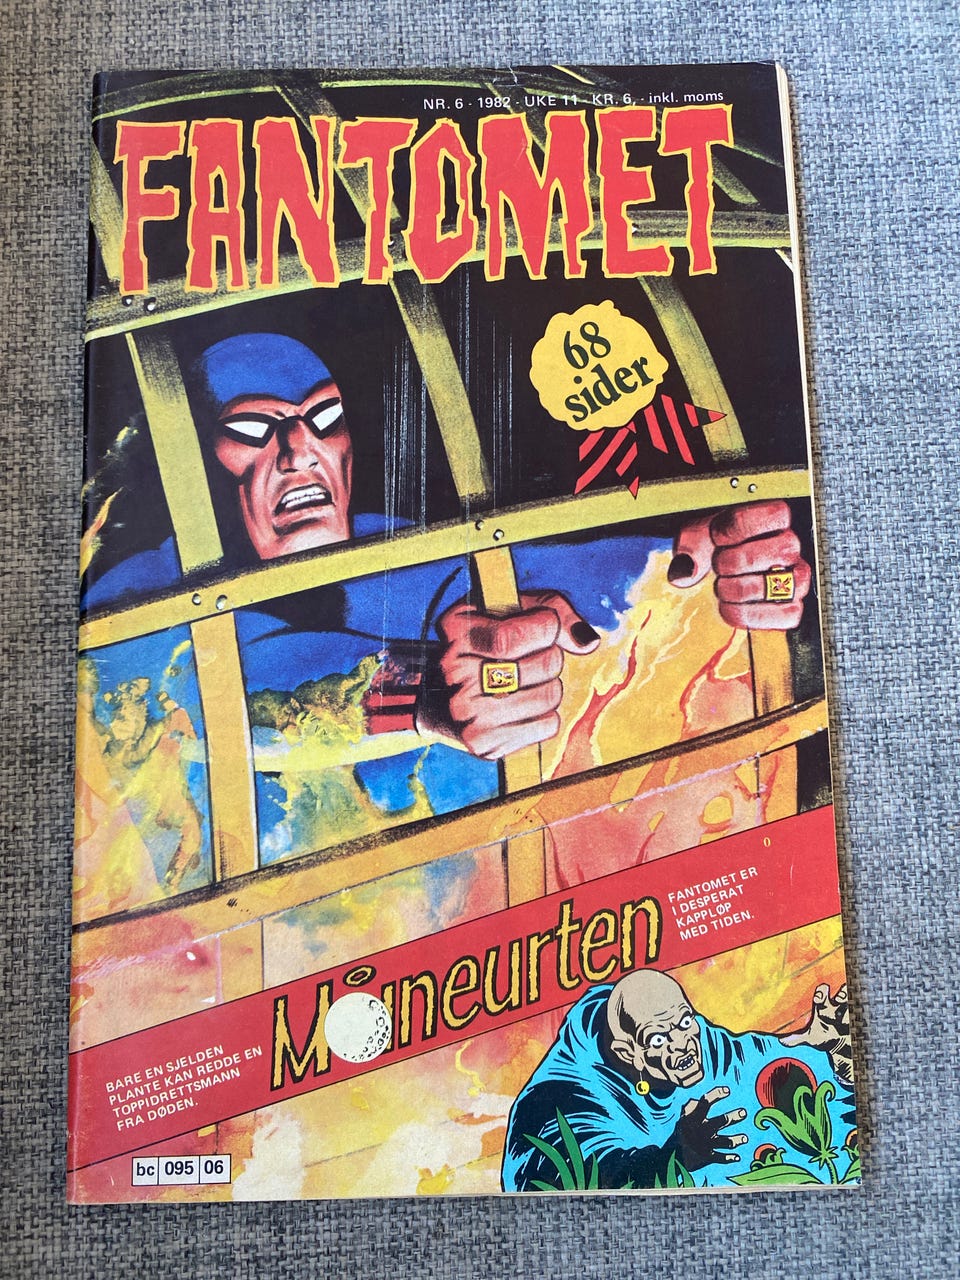 NR. 6 - 1982 - UKE 11 - KR. 6,- inkl. moms
FANTOMET
68
sider
0
Måneurten
FANTOMET ER
I DESPERAT
KAPPLØP
MED TIDEN.
BARE EN SJELDEN
PLANTE KAN REDDE EN
TOPPIDRETTSMANN
FRA DØDEN.
bc 095 06